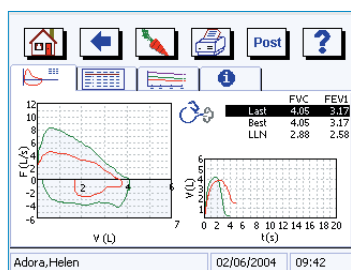 Post ?
i
FVC FEV1
Last 4.05 3.17
Best 4.05 3.17
LLN 2.88 2.58
12
10
8
6
4
2
0
-2
-4
-6
F (L/s)
2 4 6 7
V (L)
6
5
4
3
2
1
0
V(L)
0 2 4 6 8 10 12 14 16 18 20
t(s)
Adora,Helen 02/06/2004 09:42